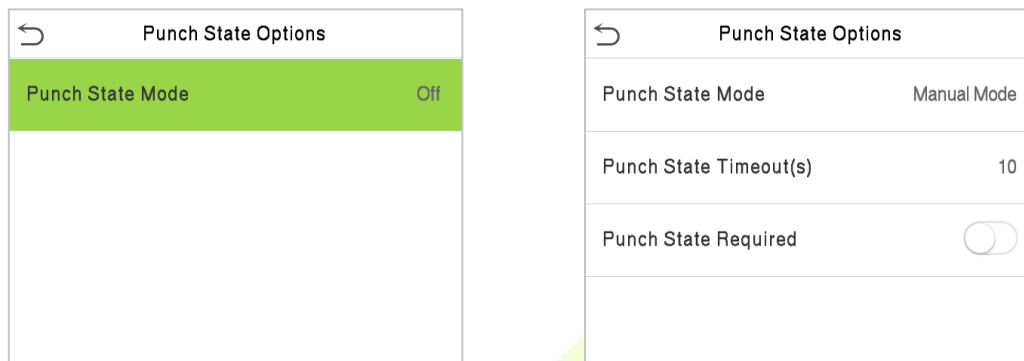 Punch State Options
Punch State Mode Off
Punch State Options
Punch State Mode Manual Mode
Punch State Timeout(s) 10
Punch State Required